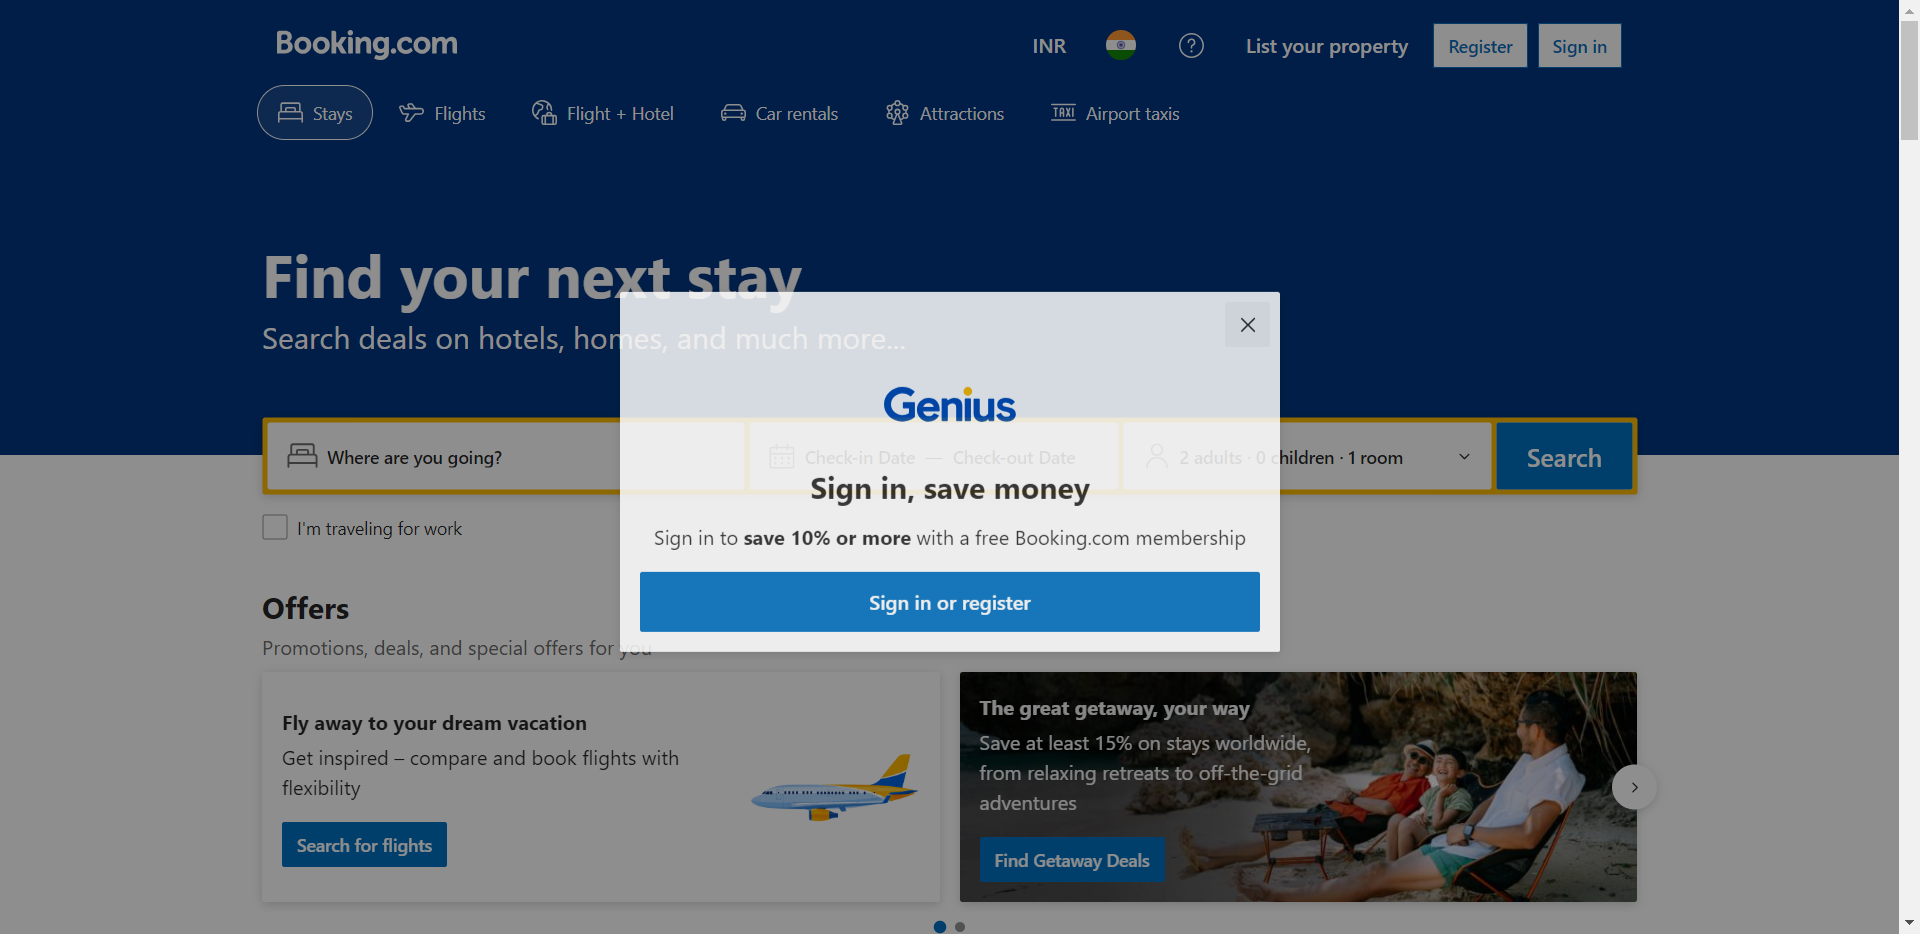 Booking.com
INR
List your property
Register
Sign in
Stays
Flights
Flight + Hotel
Car rentals
Attractions
TAXI
Airport taxis
Find your next stay
Search deals on hotels, homes, and much more...
Where are you going?
Check-in Date — Check-out Date
2 adults · 0 children · 1 room
Search
I'm traveling for work
Genius
Sign in, save money
Sign in to save 10% or more with a free Booking.com membership
Sign in or register
Offers
Promotions, deals, and special offers for you
Fly away to your dream vacation
Get inspired – compare and book flights with
flexibility
Search for flights
The great getaway, your way
Save at least 15% on stays worldwide,
from relaxing retreats to off-the-grid
adventures
Find Getaway Deals